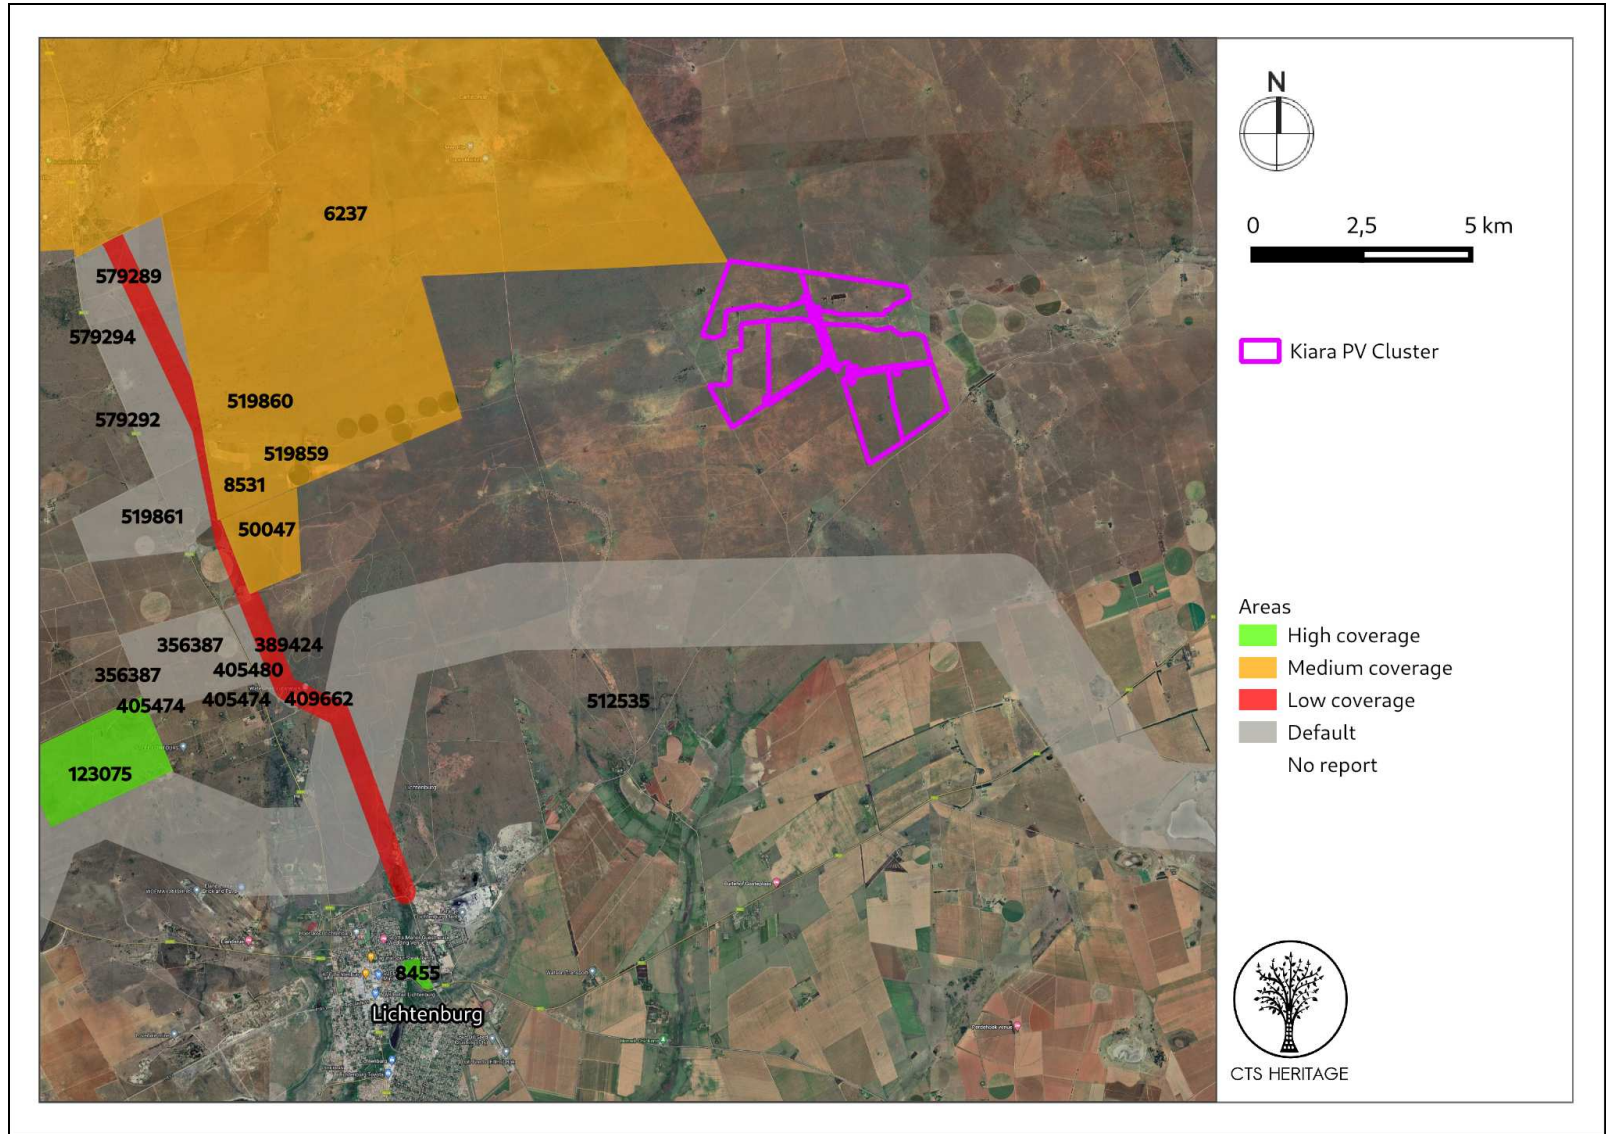 N
0 2,5 5 km
Kiara PV Cluster
6237
579289
579294
519860
579292
519859
8531
519861
50047
356387 389424
405480
356387
405474 405474 409662
512535
123075
Lichtenburg
8455
Lichtenburg
Areas
High coverage
Medium coverage
Low coverage
Default
No report
CTS HERITAGE